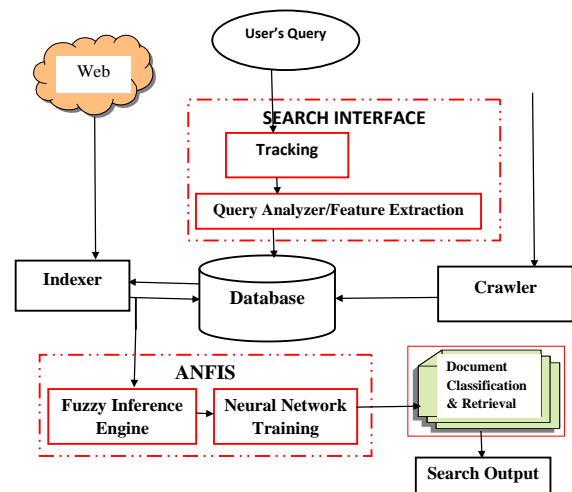 User's Query
Web
SEARCH INTERFACE
Tracking
Query Analyzer/Feature Extraction
Indexer
Database
Crawler
ANFIS
Fuzzy Inference
Engine
Neural Network
Training
Document
Classification
& Retrieval
Search Output